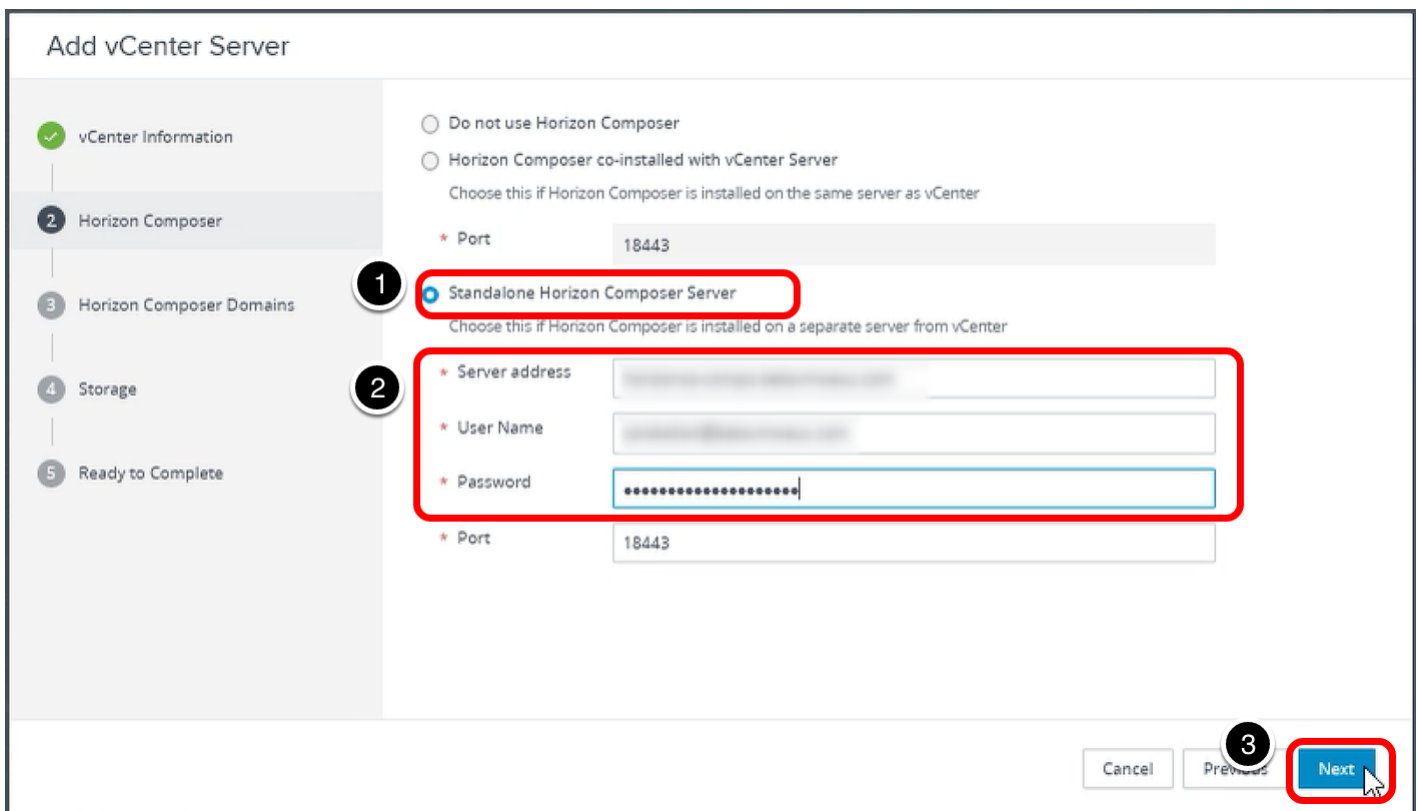 Add vCenter Server
vCenter Information
2 Horizon Composer
3 Horizon Composer Domains
4 Storage
5 Ready to Complete
Do not use Horizon Composer
Horizon Composer co-installed with vCenter Server
Choose this if Horizon Composer is installed on the same server as vCenter
* Port 18443
1 Standalone Horizon Composer Server
Choose this if Horizon Composer is installed on a separate server from vCenter
2
* Server address
* User Name
* Password ••••••••••••••••••••
* Port 18443
3
Cancel Previous Next